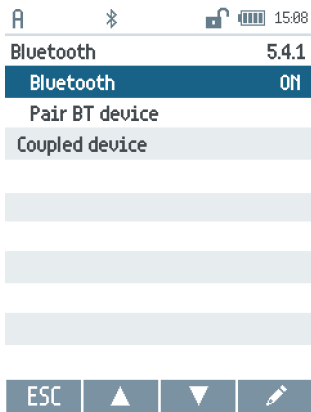 A 15:08
Bluetooth 5.4.1
Bluetooth ON
Pair BT device
Coupled device
ESC